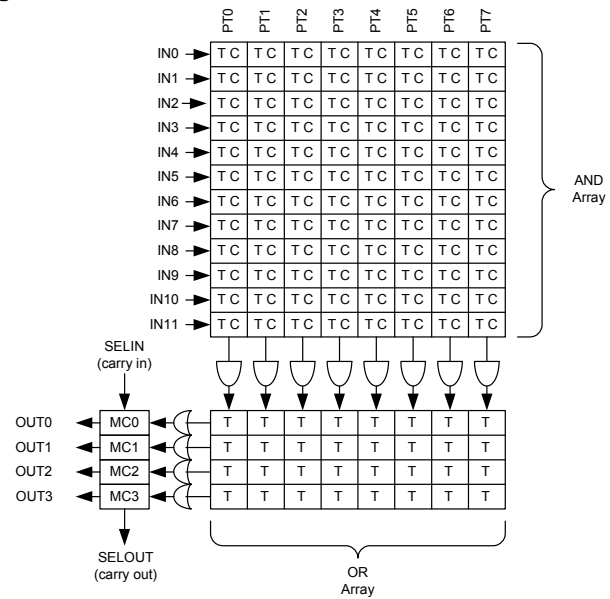 PT0 PT1 PT2 PT3 PT4 PT5 PT6 PT7
IN0 T C T C T C T C T C T C T C T C
IN1 T C T C T C T C T C T C T C T C
IN2 T C T C T C T C T C T C T C T C
IN3 T C T C T C T C T C T C T C T C
IN4 T C T C T C T C T C T C T C T C
IN5 T C T C T C T C T C T C T C T C
IN6 T C T C T C T C T C T C T C T C
IN7 T C T C T C T C T C T C T C T C
IN8 T C T C T C T C T C T C T C T C
IN9 T C T C T C T C T C T C T C T C
IN10 T C T C T C T C T C T C T C T C
IN11 T C T C T C T C T C T C T C T C
AND
Array
SELIN
(carry in)
OUT0 MC0 T T T T T T T T
OUT1 MC1 T T T T T T T T
OUT2 MC2 T T T T T T T T
OUT3 MC3 T T T T T T T T
SELOUT
(carry out)
OR
Array